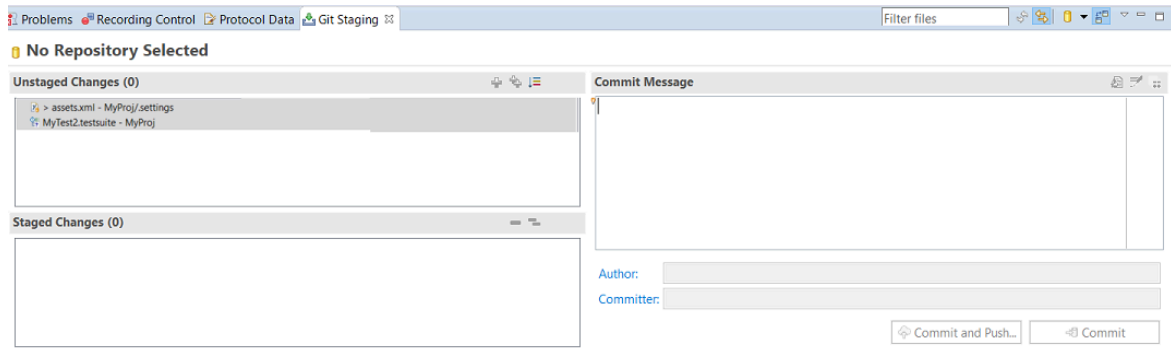 Problems Recording Control Protocol Data Git Staging Filter files
No Repository Selected
Unstaged Changes (0)
> assets.xml - MyProj/.settings
MyTest2.testsuite - MyProj
Staged Changes (0)
Commit Message
Author:
Committer:
Commit and Push... Commit